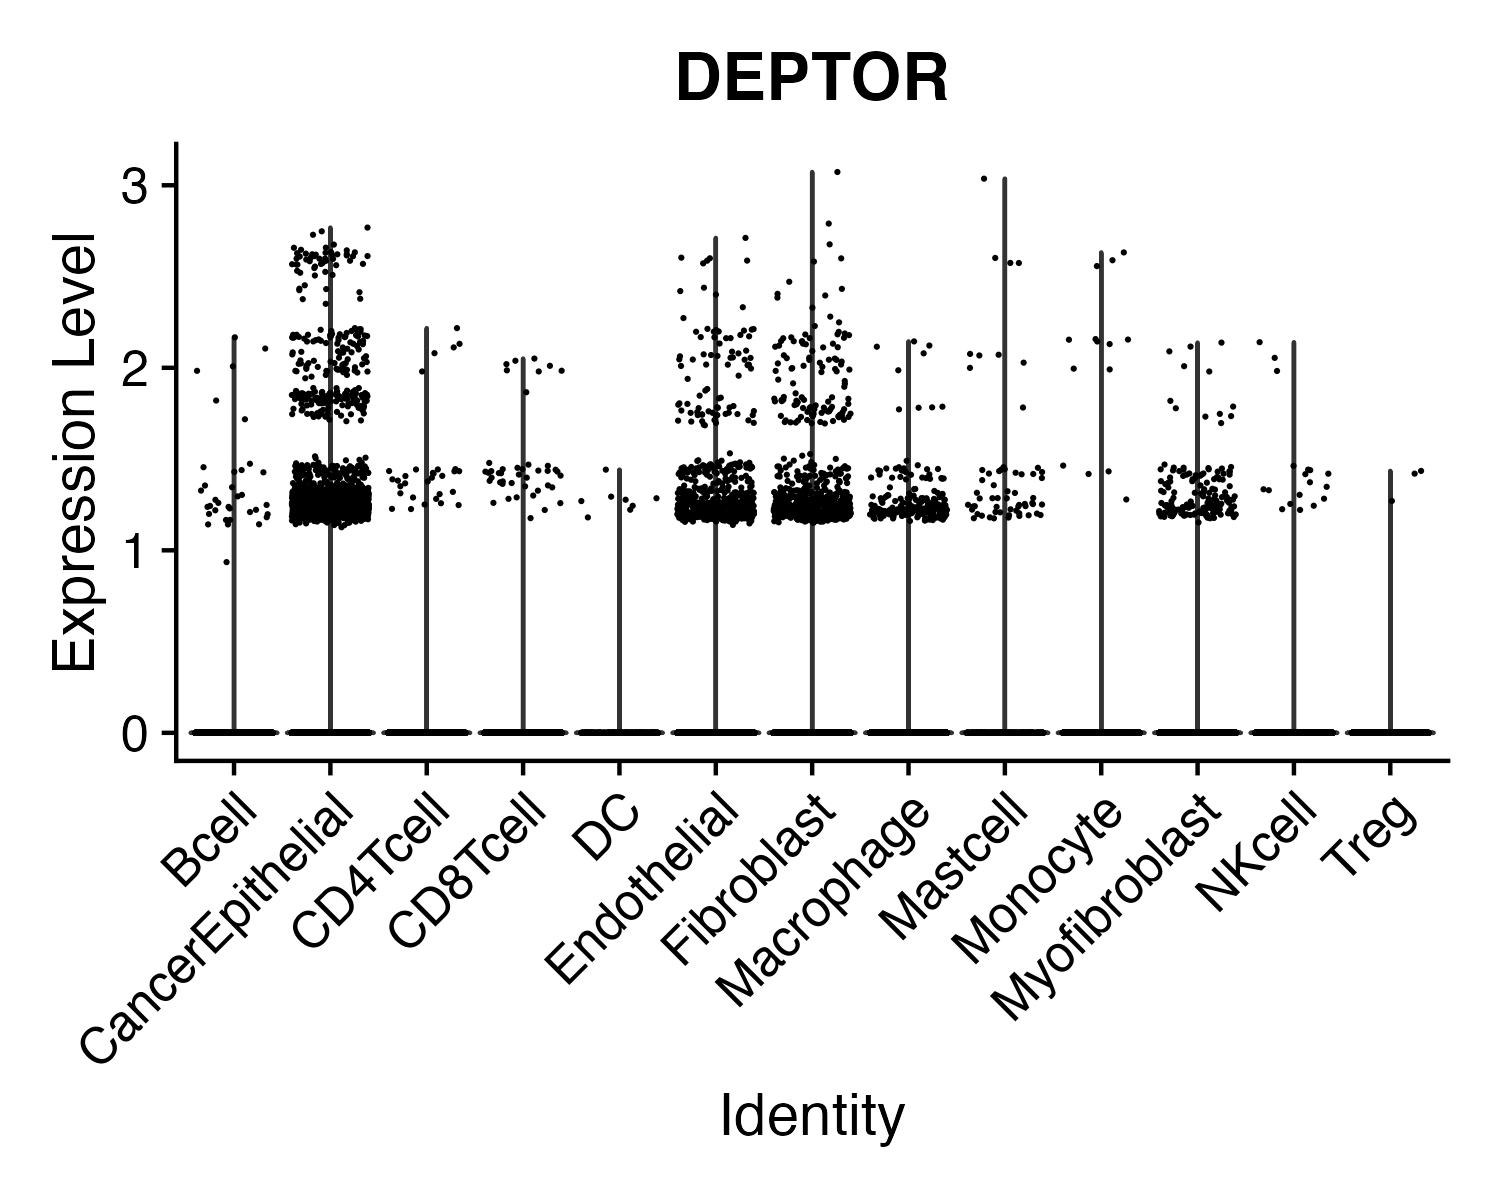 DEPTOR
Expression Level
3
2
1
0
Bcell
CancerEpithelial
CD4Tcell
CD8Tcell
DC
Endothelial
Fibroblast
Macrophage
Mastcell
Monocyte
Myofibroblast
NKcell
Treg
Identity